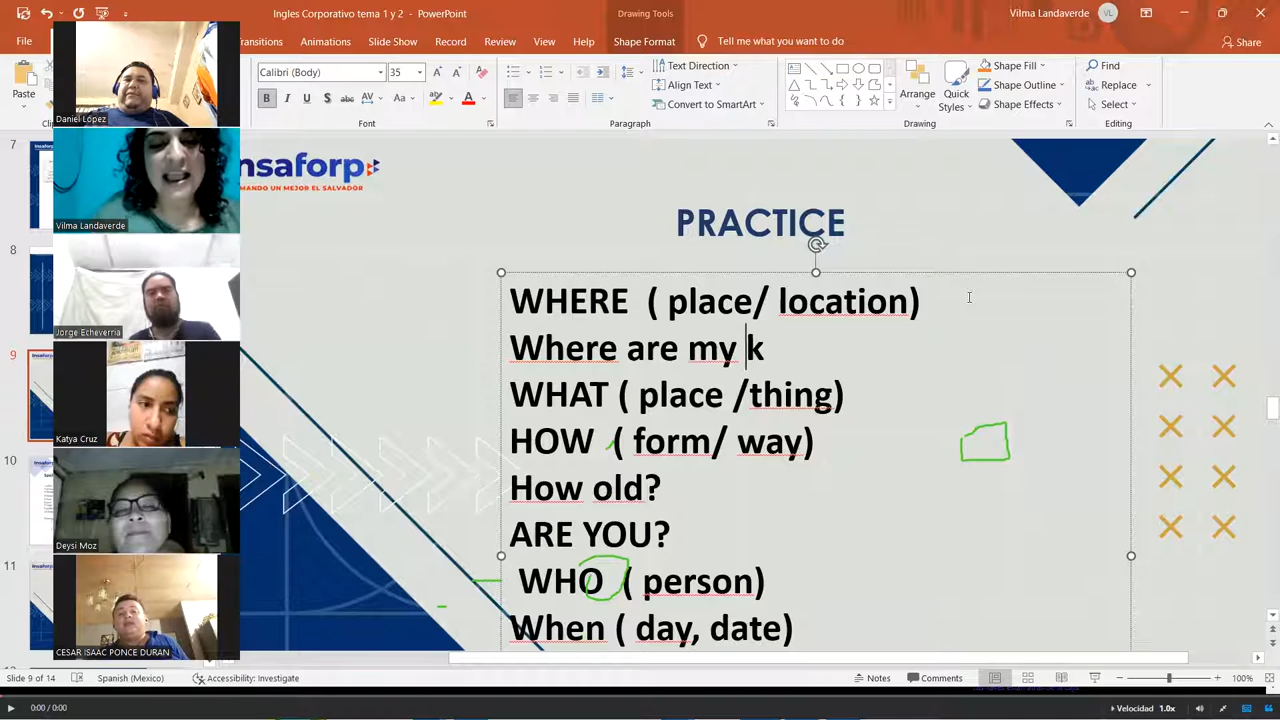 Ingles Corporativo tema 1 y 2 - PowerPoint
Drawing Tools
Vilma Landaverde
VL
File
Transitions
Animations
Slide Show
Record
Review
View
Help
Shape Format
Tell me what you want to do
Share
Paste
Calibri (Body)
35
Text Direction
Align Text
Convert to SmartArt
Arrange
Quick Styles
Shape Fill
Shape Outline
Shape Effects
Find
Replace
Select
Font
Paragraph
Drawing
Editing
Daniel López
Vilma Landaverde
Jorge Echeverria
Katya Cruz
Deysi Moz
CESAR ISAAC PONCE DURAN
7
8
9
10
11
nsaforp
MANDO UN MEJOR EL SALVADOR
PRACTICE
WHERE ( place/ location)
Where are my k
WHAT ( place /thing)
HOW ( form/ way)
How old?
ARE YOU?
WHO ( person)
When ( day, date)
Slide 9 of 14
Spanish (Mexico)
Accessibility: Investigate
Notes
Comments
100%
0:00 / 0:00
Velocidad 1.0x